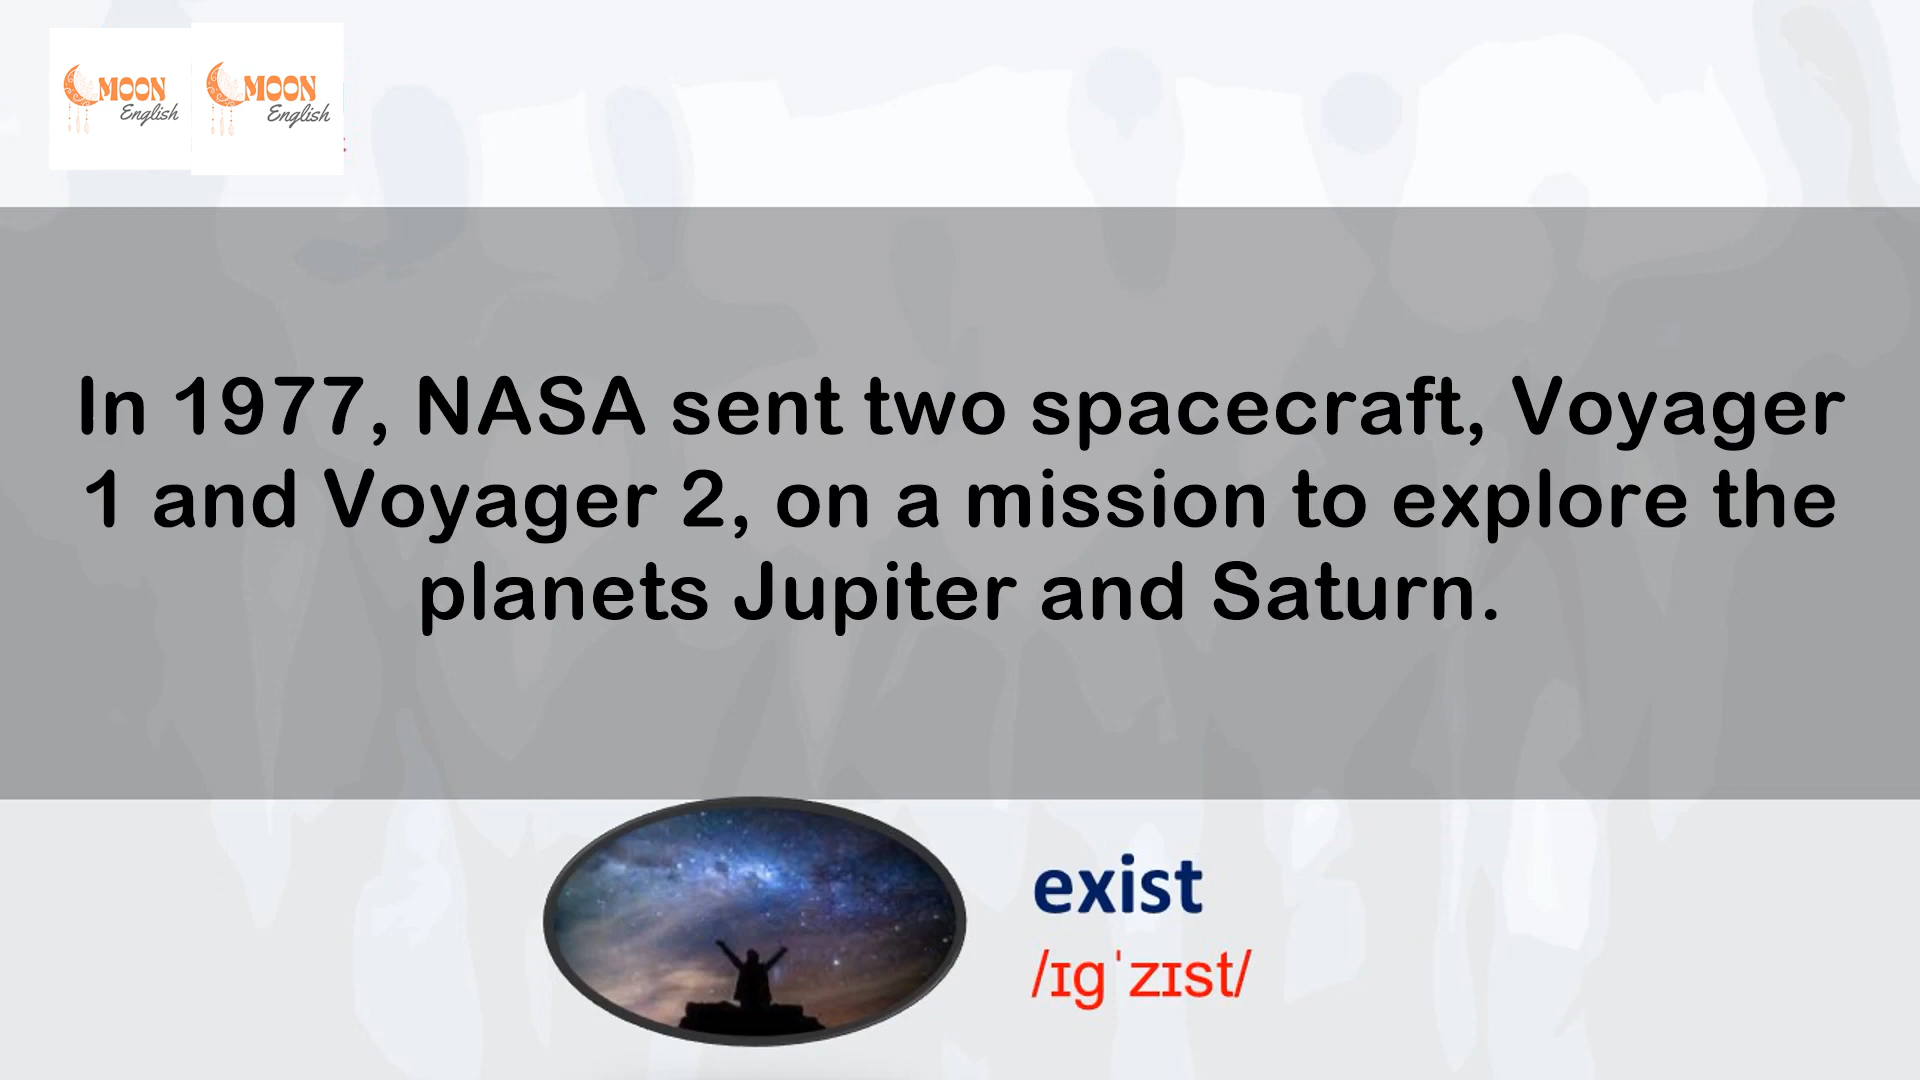 MOON MOON
English English
In 1977, NASA sent two spacecraft, Voyager
1 and Voyager 2, on a mission to explore the
planets Jupiter and Saturn.
exist
/ɪɡˈzɪst/